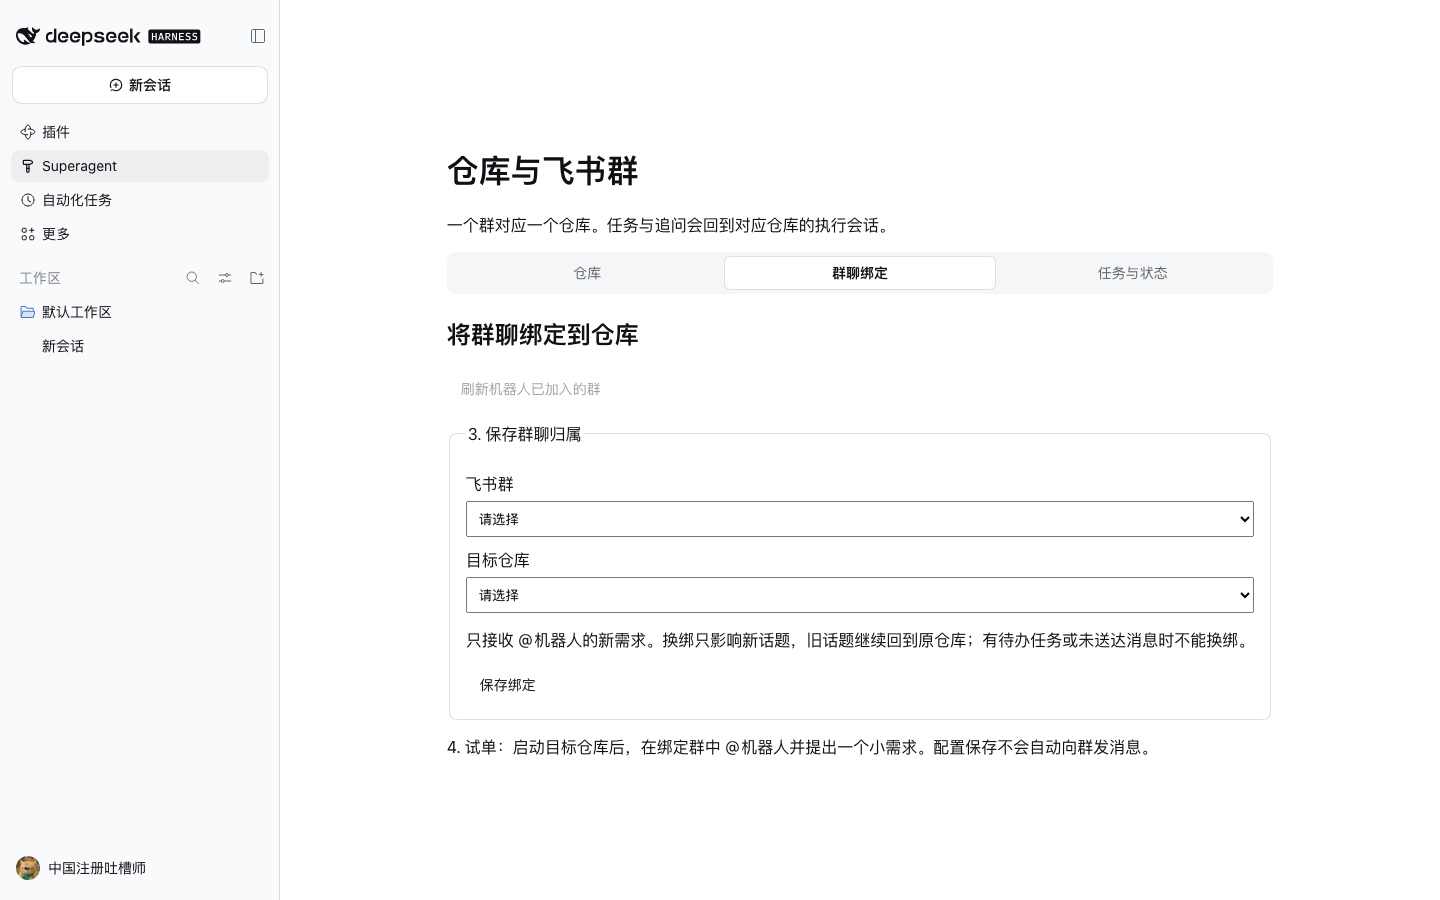 deepseek HARNESS
新会话
插件
Superagent
自动化任务
更多
工作区
默认工作区
新会话
中国注册吐槽师
仓库与飞书群
一个群对应一个仓库。任务与追问会回到对应仓库的执行会话。
仓库 群聊绑定 任务与状态
将群聊绑定到仓库
刷新机器人已加入的群
3. 保存群聊归属
飞书群
请选择
目标仓库
请选择
只接收 @机器人的新需求。换绑只影响新话题，旧话题继续回到原仓库；有待办任务或未送达消息时不能换绑。
保存绑定
4. 试单：启动目标仓库后，在绑定群中 @机器人并提出一个小需求。配置保存不会自动向群发消息。